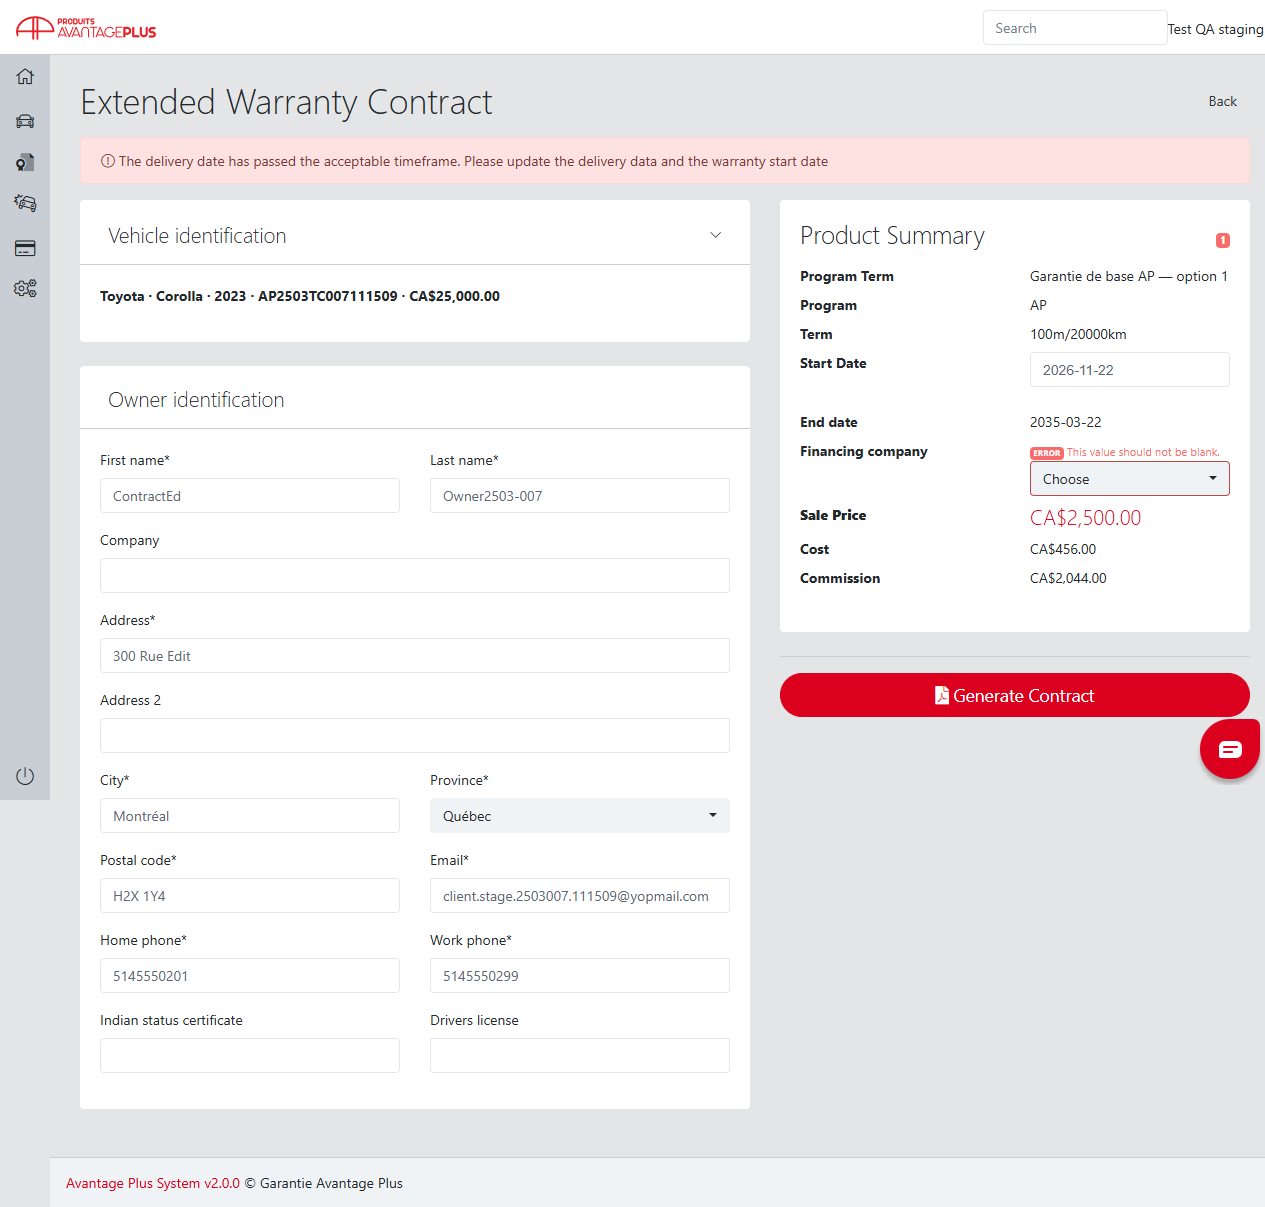 PRODUITS
AVANTAGEPLUS
Search
Test QA staging
Extended Warranty Contract
Back
The delivery date has passed the acceptable timeframe. Please update the delivery data and the warranty start date
Vehicle identification
Toyota · Corolla · 2023 · AP2503TC007111509 · CA$25,000.00
Owner identification
First name*
Last name*
ContractEd
Owner2503-007
Company
Address*
300 Rue Edit
Address 2
City*
Province*
Montréal
Québec
Postal code*
Email*
H2X 1Y4
client.stage.2503007.111509@yopmail.com
Home phone*
Work phone*
5145550201
5145550299
Indian status certificate
Drivers license
Product Summary
1
Program Term
Garantie de base AP — option 1
Program
AP
Term
100m/20000km
Start Date
2026-11-22
End date
2035-03-22
Financing company
ERROR This value should not be blank.
Choose
Sale Price
CA$2,500.00
Cost
CA$456.00
Commission
CA$2,044.00
Generate Contract
Avantage Plus System v2.0.0 © Garantie Avantage Plus